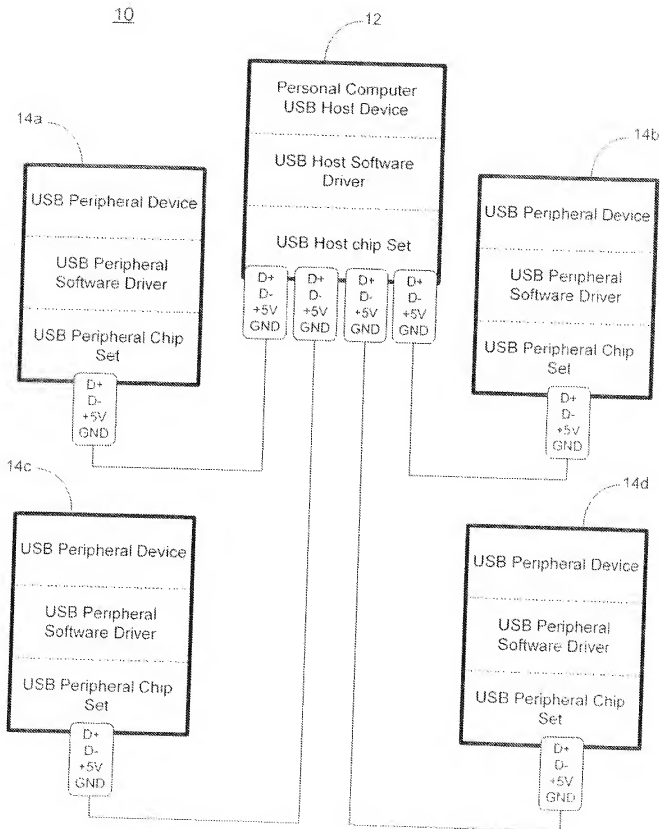 10
12
Personal Computer
USB Host Device
USB Host Software
Driver
USB Host chip Set
D+
D-
+5V
GND
D+
D-
+5V
GND
D+
D-
+5V
GND
D+
D-
+5V
GND
14a
USB Peripheral Device
USB Peripheral
Software Driver
USB Peripheral Chip
Set
D+
D-
+5V
GND
14b
USB Peripheral Device
USB Peripheral
Software Driver
USB Peripheral Chip
Set
D+
D-
+5V
GND
14c
USB Peripheral Device
USB Peripheral
Software Driver
USB Peripheral Chip
Set
D+
D-
+5V
GND
14d
USB Peripheral Device
USB Peripheral
Software Driver
USB Peripheral Chip
Set
D+
D-
+5V
GND